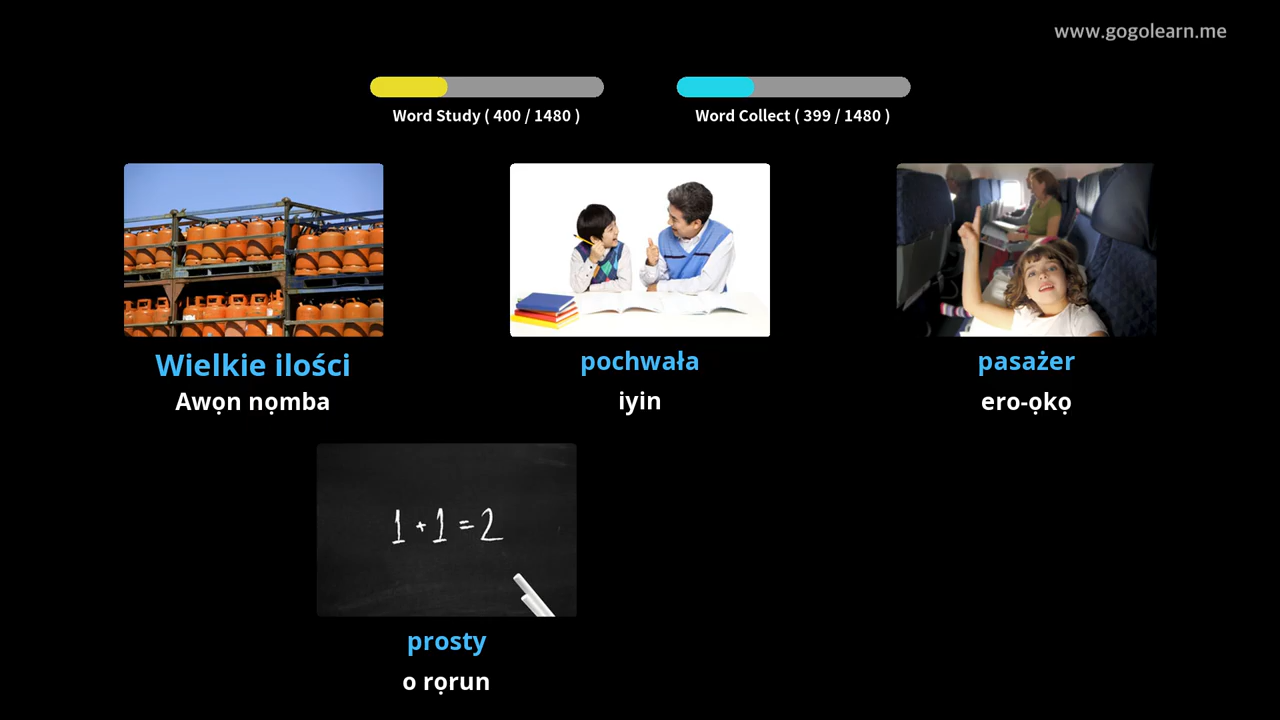 www.gogolearn.me
Word Study ( 400 / 1480 )
Word Collect ( 399 / 1480 )
Wielkie ilości
Awọn nọmba
pochwała
iyin
pasażer
ero-ọkọ
1 + 1 = 2
prosty
o rọrun